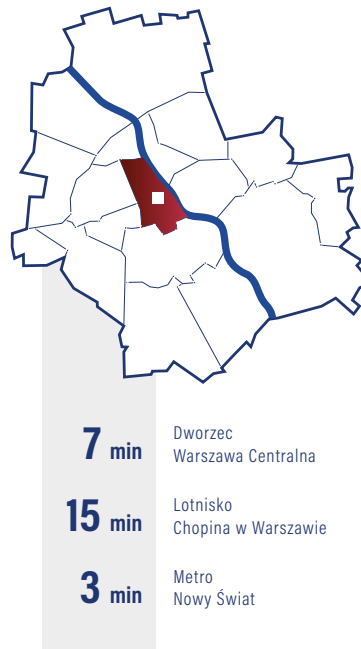 7 min
Dworzec
Warszawa Centralna
15 min
Lotnisko
Chopina w Warszawie
3 min
Metro
Nowy Świat